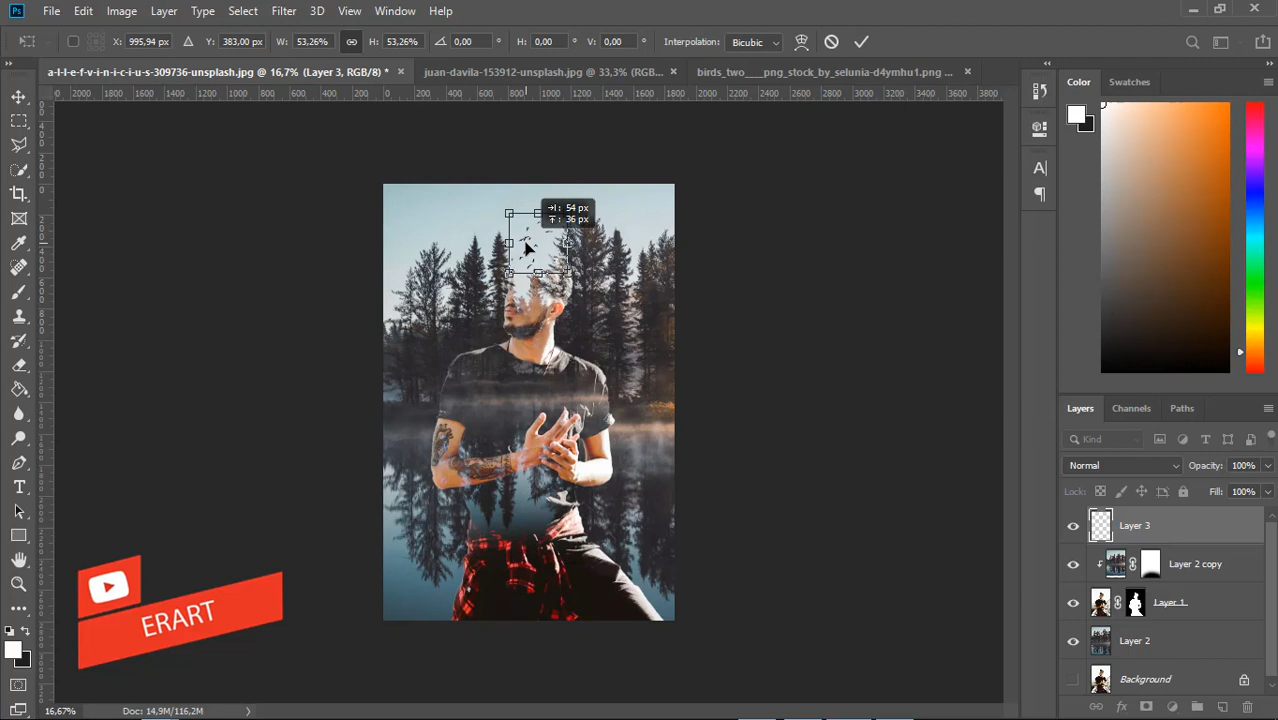 Ps File Edit Image Layer Type Select Filter 3D View Window Help
X: 995,94 px Y: 383,00 px W: 53,26% H: 53,26% 0,00 ° H: 0,00 ° V: 0,00 ° Interpolation: Bicubic
a-l-l-e-f-v-i-n-i-c-i-u-s-309736-unsplash.jpg @ 16,7% (Layer 3, RGB/8) * × juan-davila-153912-unsplash.jpg @ 33,3% (RGB... × birds_two___png_stock_by_selunia-d4ymhu1.png ... ×
2000 1800 1600 1400 1200 1000 800 600 400 200 0 200 400 600 800 1000 1200 1400 1600 1800 2000 2200 2400 2600 2800 3000 3200 3400 3600 3800
Color Swatches
54 px
36 px
A
Layers Channels Paths
Kind
Normal Opacity: 100%
Lock: Fill: 100%
Layer 3
Layer 2 copy
Layer 1
Layer 2
Background
ERART
16,67% Doc: 14,9M/116,2M
fx